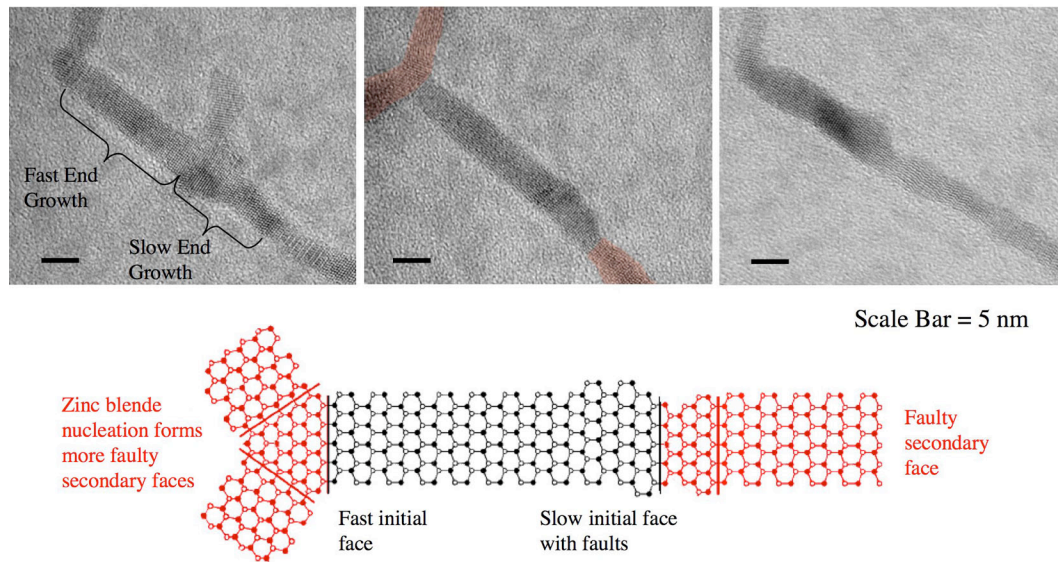 Fast End
Growth
Slow End
Growth
Scale Bar = 5 nm
Zinc blende
nucleation forms
more faulty
secondary faces
Fast initial
face
Slow initial face
with faults
Faulty
secondary
face